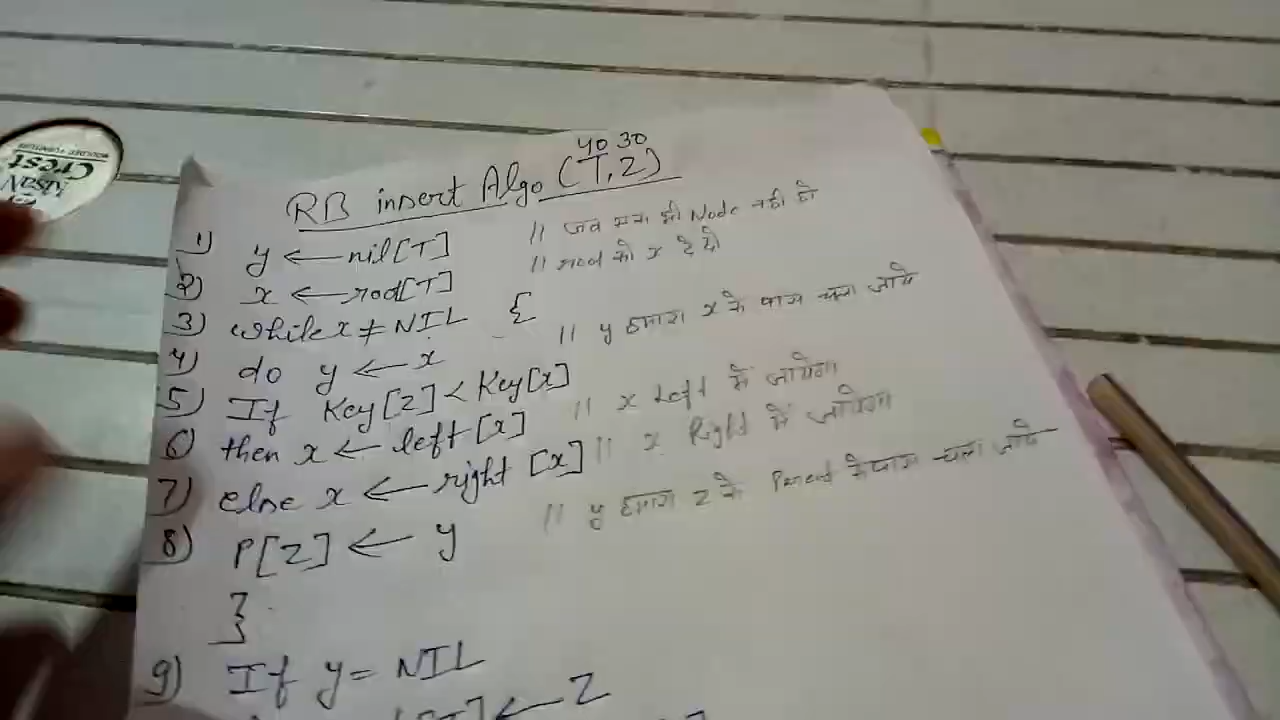 40 30
RB insert Algo (T,Z)
1) y ← nil[T] // जब एक भी Node नही हो
2) x ← root[T] // root को x दे दो
3) while x ≠ NIL {
4) do y ← x // y हमारा x के पास चला जाये
5) If Key[Z] < Key[x]
6) then x ← left [x] // x Left में जायेगा
7) else x ← right [x] // x Right में जायेगा
8) P[Z] ← y // y हमारा z के Parent के पास चला जाये
}
9) If y = NIL
← Z
Crest